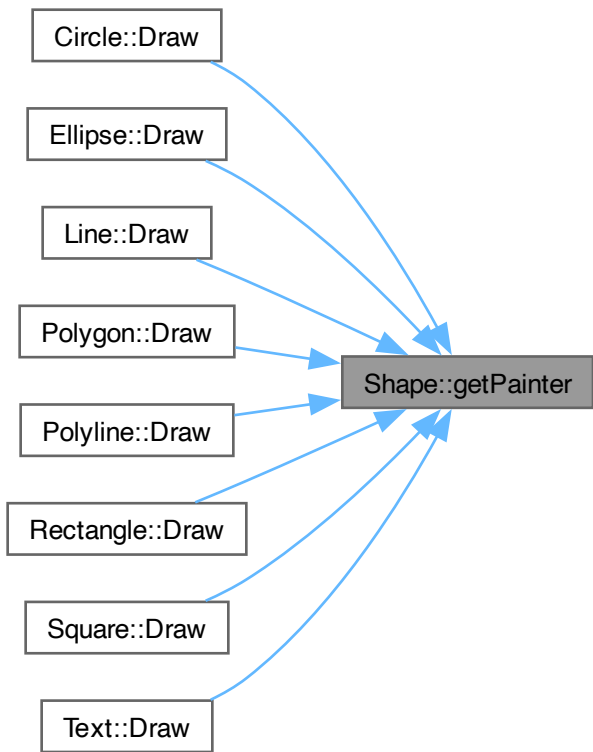 Circle::Draw
Ellipse::Draw
Line::Draw
Polygon::Draw
Shape::getPainter
Polyline::Draw
Rectangle::Draw
Square::Draw
Text::Draw